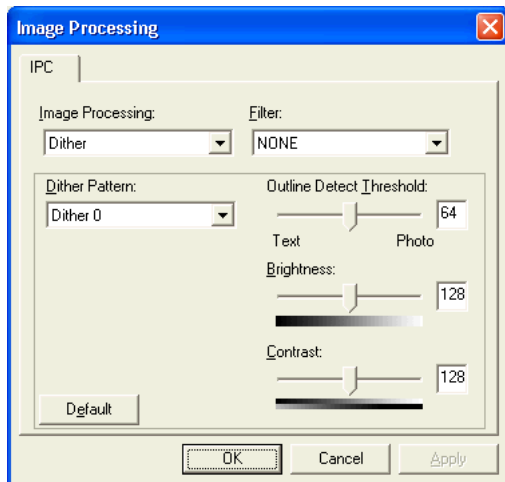 Image Processing
IPC
Image Processing: Filter:
Dither NONE
Dither Pattern: Outline Detect Threshold:
Dither 0 64
Text Photo
Brightness:
128
Contrast:
128
Default
OK Cancel Apply